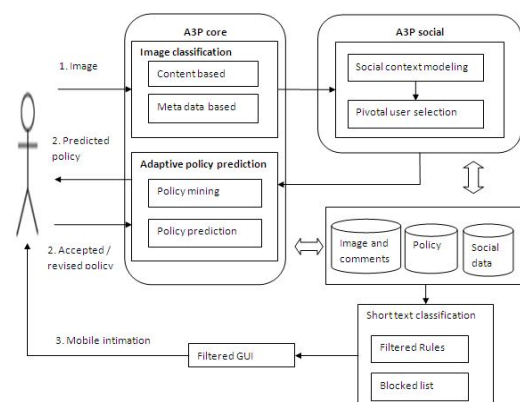 A3P core
A3P social
Image classification
1. Image
Content based
Meta data based
Social context modeling
Pivotal user selection
2. Predicted
policy
Adaptive policy prediction
Policy mining
Policy prediction
2. Accepted /
revised policy
Image and
comments
Policy
Social
data
Short text classification
3. Mobile intimation
Filtered GUI
Filtered Rules
Blocked list